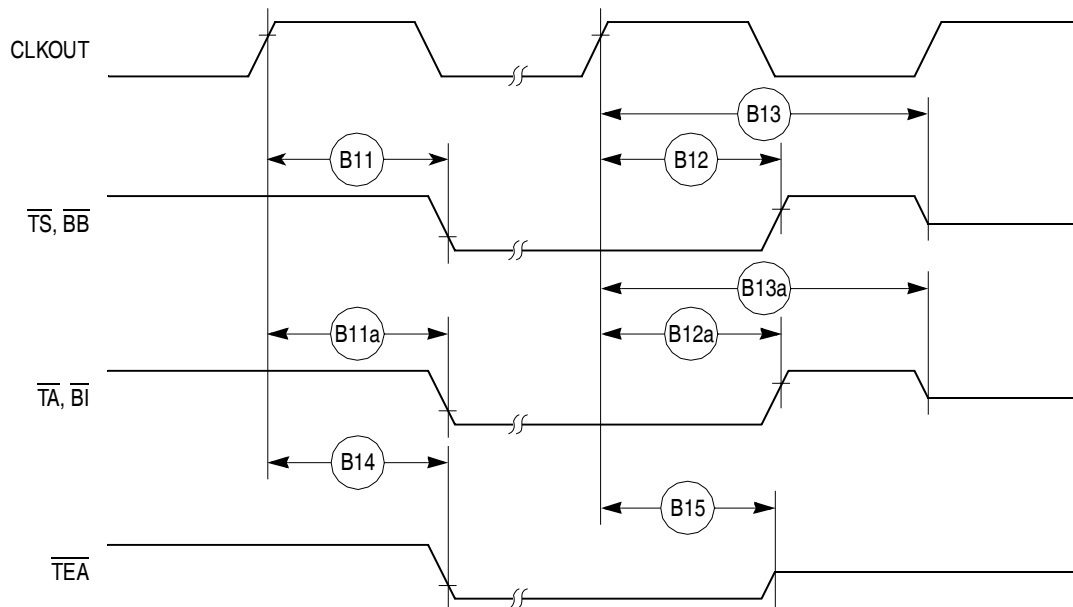 CLKOUT
B13
B11
B12
TS, BB
B13a
B11a
B12a
TA, BI
B14
B15
TEA